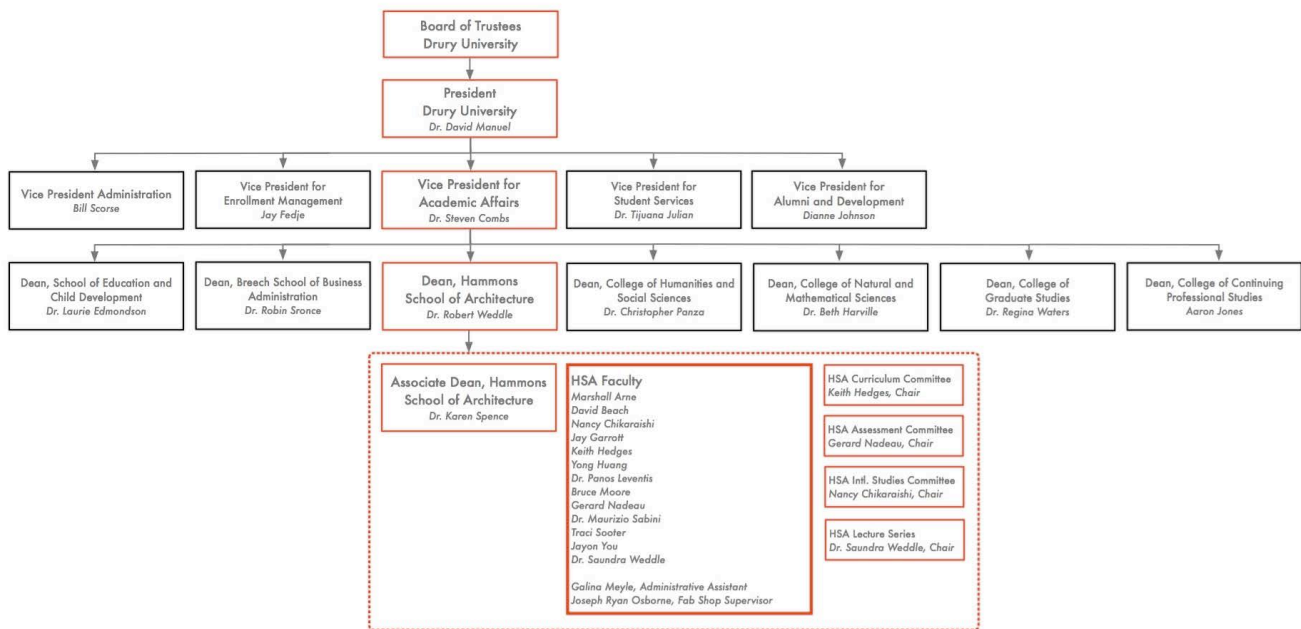 Board of Trustees
Drury University
President
Drury University
Dr. David Manuel
Vice President Administration
Bill Scorse
Vice President for
Enrollment Management
Jay Fedje
Vice President for
Academic Affairs
Dr. Steven Combs
Vice President for
Student Services
Dr. Tijuana Julian
Vice President for
Alumni and Development
Dianne Johnson
Dean, School of Education and
Child Development
Dr. Laurie Edmondson
Dean, Breech School of Business
Administration
Dr. Robin Sronce
Dean, Hammons
School of Architecture
Dr. Robert Weddle
Dean, College of Humanities and
Social Sciences
Dr. Christopher Panza
Dean, College of Natural and
Mathematical Sciences
Dr. Beth Harville
Dean, College of
Graduate Studies
Dr. Regina Waters
Dean, College of Continuing
Professional Studies
Aaron Jones
Associate Dean, Hammons
School of Architecture
Dr. Karen Spence
HSA Faculty
Marshall Arne
David Beach
Nancy Chikaraishi
Jay Garrott
Keith Hedges
Yong Huang
Dr. Panos Leventis
Bruce Moore
Gerard Nadeau
Dr. Maurizio Sabini
Traci Sooter
Jayon You
Dr. Saundra Weddle
Galina Meyle, Administrative Assistant
Joseph Ryan Osborne, Fab Shop Supervisor
HSA Curriculum Committee
Keith Hedges, Chair
HSA Assessment Committee
Gerard Nadeau, Chair
HSA Intl. Studies Committee
Nancy Chikaraishi, Chair
HSA Lecture Series
Dr. Saundra Weddle, Chair